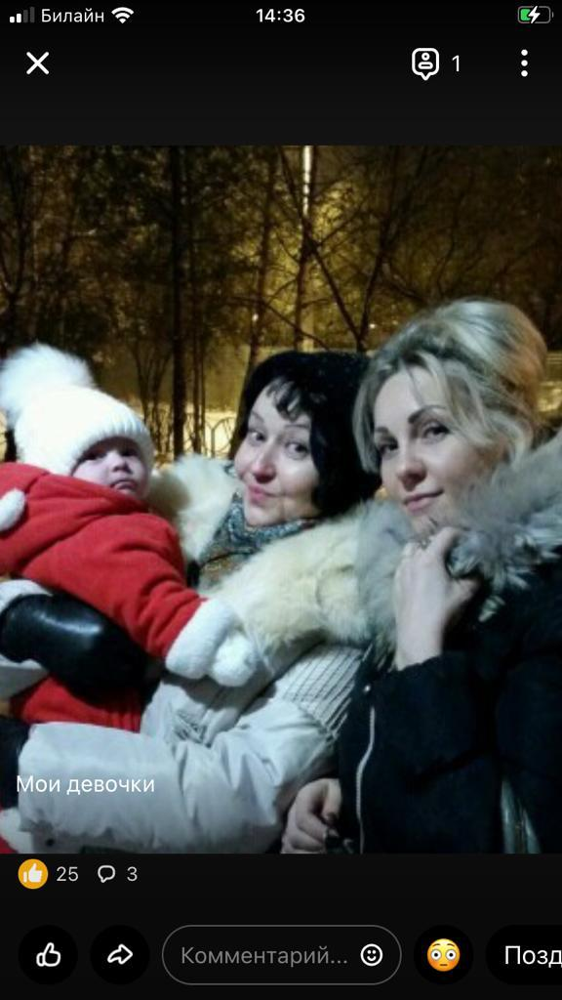 Билайн 14:36
1
Мои девочки
25 3
Комментарий... Позд